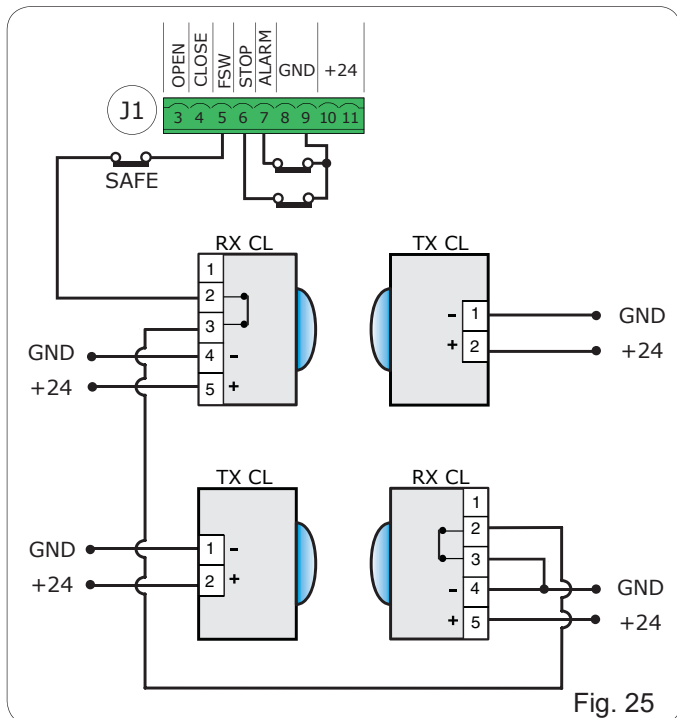 OPEN CLOSE FSW STOP ALARM GND +24
J1
3 4 5 6 7 8 9 10 11
SAFE
RX CL
1
2
3
4 -
5 +
GND
+24
TX CL
- 1
+ 2
GND
+24
TX CL
1 -
2 +
GND
+24
RX CL
1
2
3
- 4
+ 5
GND
+24
Fig. 25